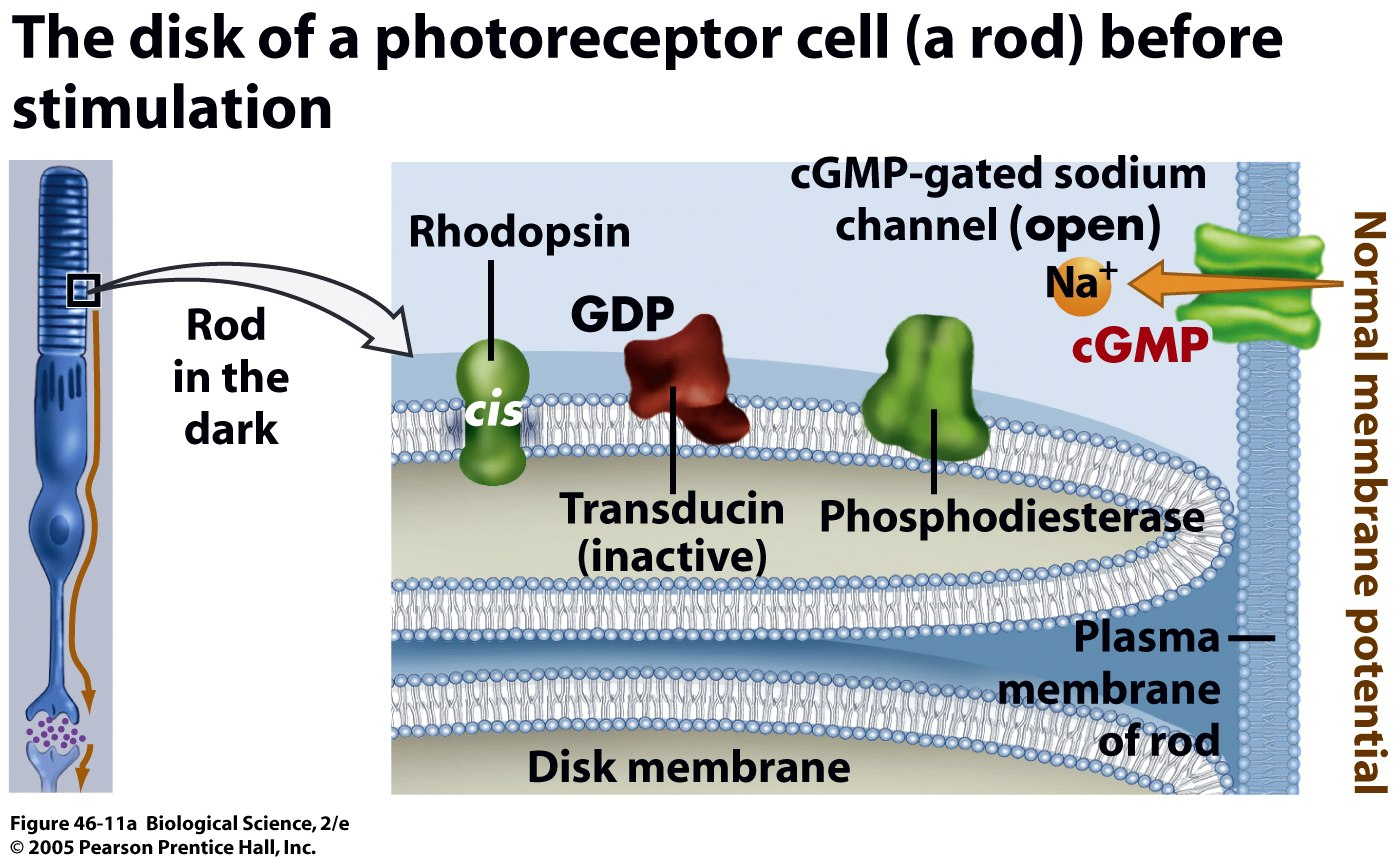 The disk of a photoreceptor cell (a rod) before
stimulation
cGMP-gated sodium
channel (open)
Rhodopsin
Na+
GDP
cGMP
Rod
in the
dark
cis
Transducin
(inactive)
Phosphodiesterase
Normal membrane potential
Plasma
membrane
of rod
Disk membrane
Figure 46-11a Biological Science, 2/e
© 2005 Pearson Prentice Hall, Inc.